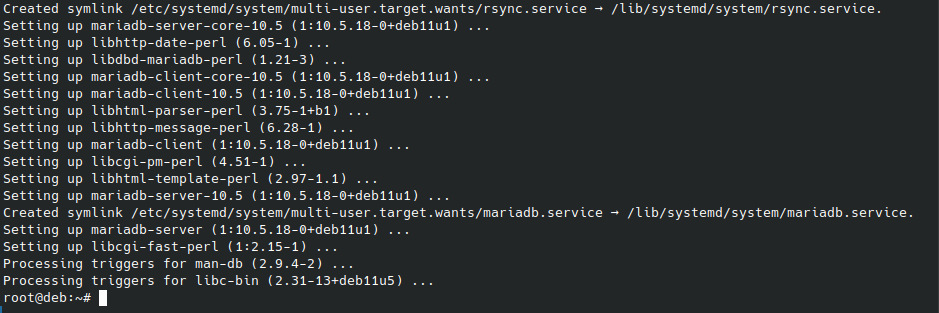 Created symlink /etc/systemd/system/multi-user.target.wants/rsync.service → /lib/systemd/system/rsync.service.
Setting up mariadb-server-core-10.5 (1:10.5.18-0+deb11u1) ...
Setting up libhttp-date-perl (6.05-1) ...
Setting up libdbd-mariadb-perl (1.21-3) ...
Setting up mariadb-client-core-10.5 (1:10.5.18-0+deb11u1) ...
Setting up mariadb-client-10.5 (1:10.5.18-0+deb11u1) ...
Setting up libhtml-parser-perl (3.75-1+b1) ...
Setting up libhttp-message-perl (6.28-1) ...
Setting up mariadb-client (1:10.5.18-0+deb11u1) ...
Setting up libcgi-pm-perl (4.51-1) ...
Setting up libhtml-template-perl (2.97-1.1) ...
Setting up mariadb-server-10.5 (1:10.5.18-0+deb11u1) ...
Created symlink /etc/systemd/system/multi-user.target.wants/mariadb.service → /lib/systemd/system/mariadb.service.
Setting up mariadb-server (1:10.5.18-0+deb11u1) ...
Setting up libcgi-fast-perl (1:2.15-1) ...
Processing triggers for man-db (2.9.4-2) ...
Processing triggers for libc-bin (2.31-13+deb11u5) ...
root@deb:~#